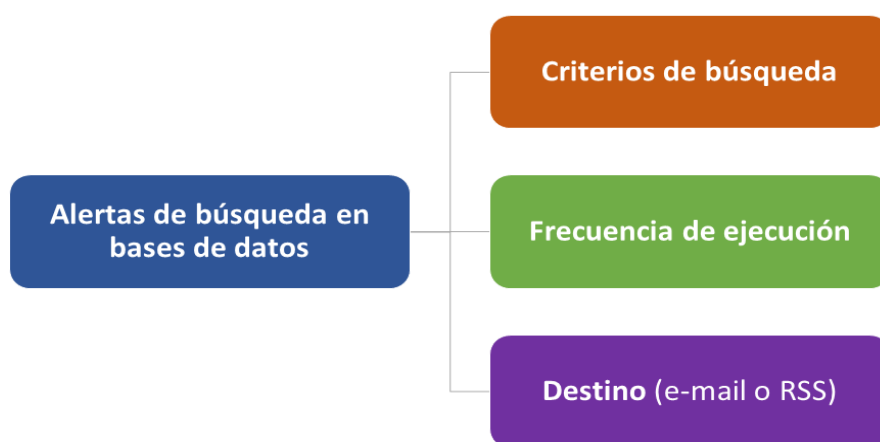 Criterios de búsqueda
Alertas de búsqueda en
bases de datos
Frecuencia de ejecución
Destino (e-mail o RSS)